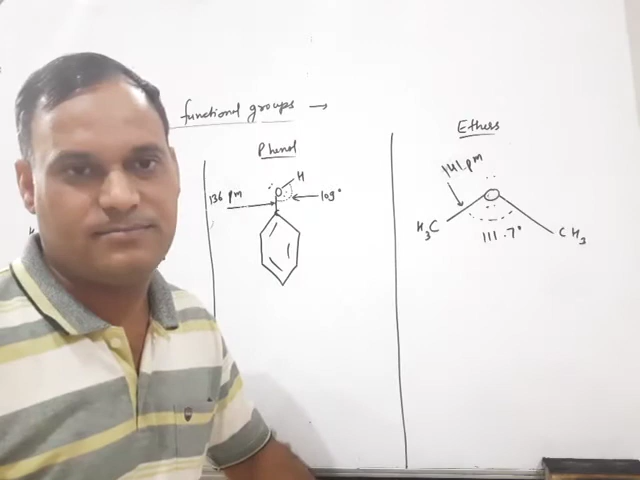 functional groups →
Phenol
Ethers
141 pm
136 pm
O H
109°
O
H3C
111.7°
CH3